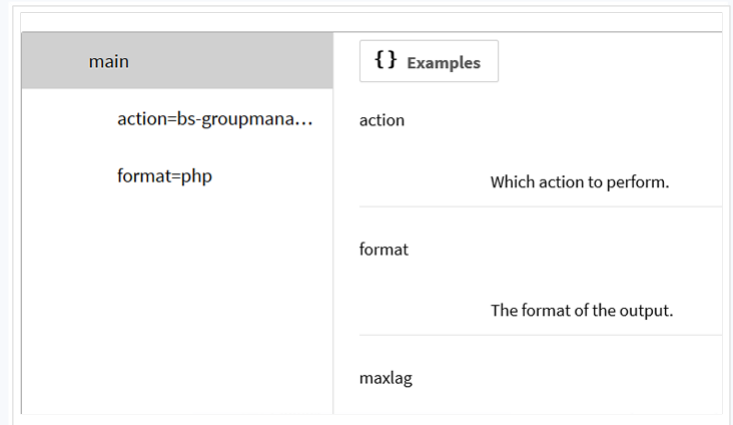 main
action=bs-groupmana...
format=php
{} Examples
action
Which action to perform.
format
The format of the output.
maxlag